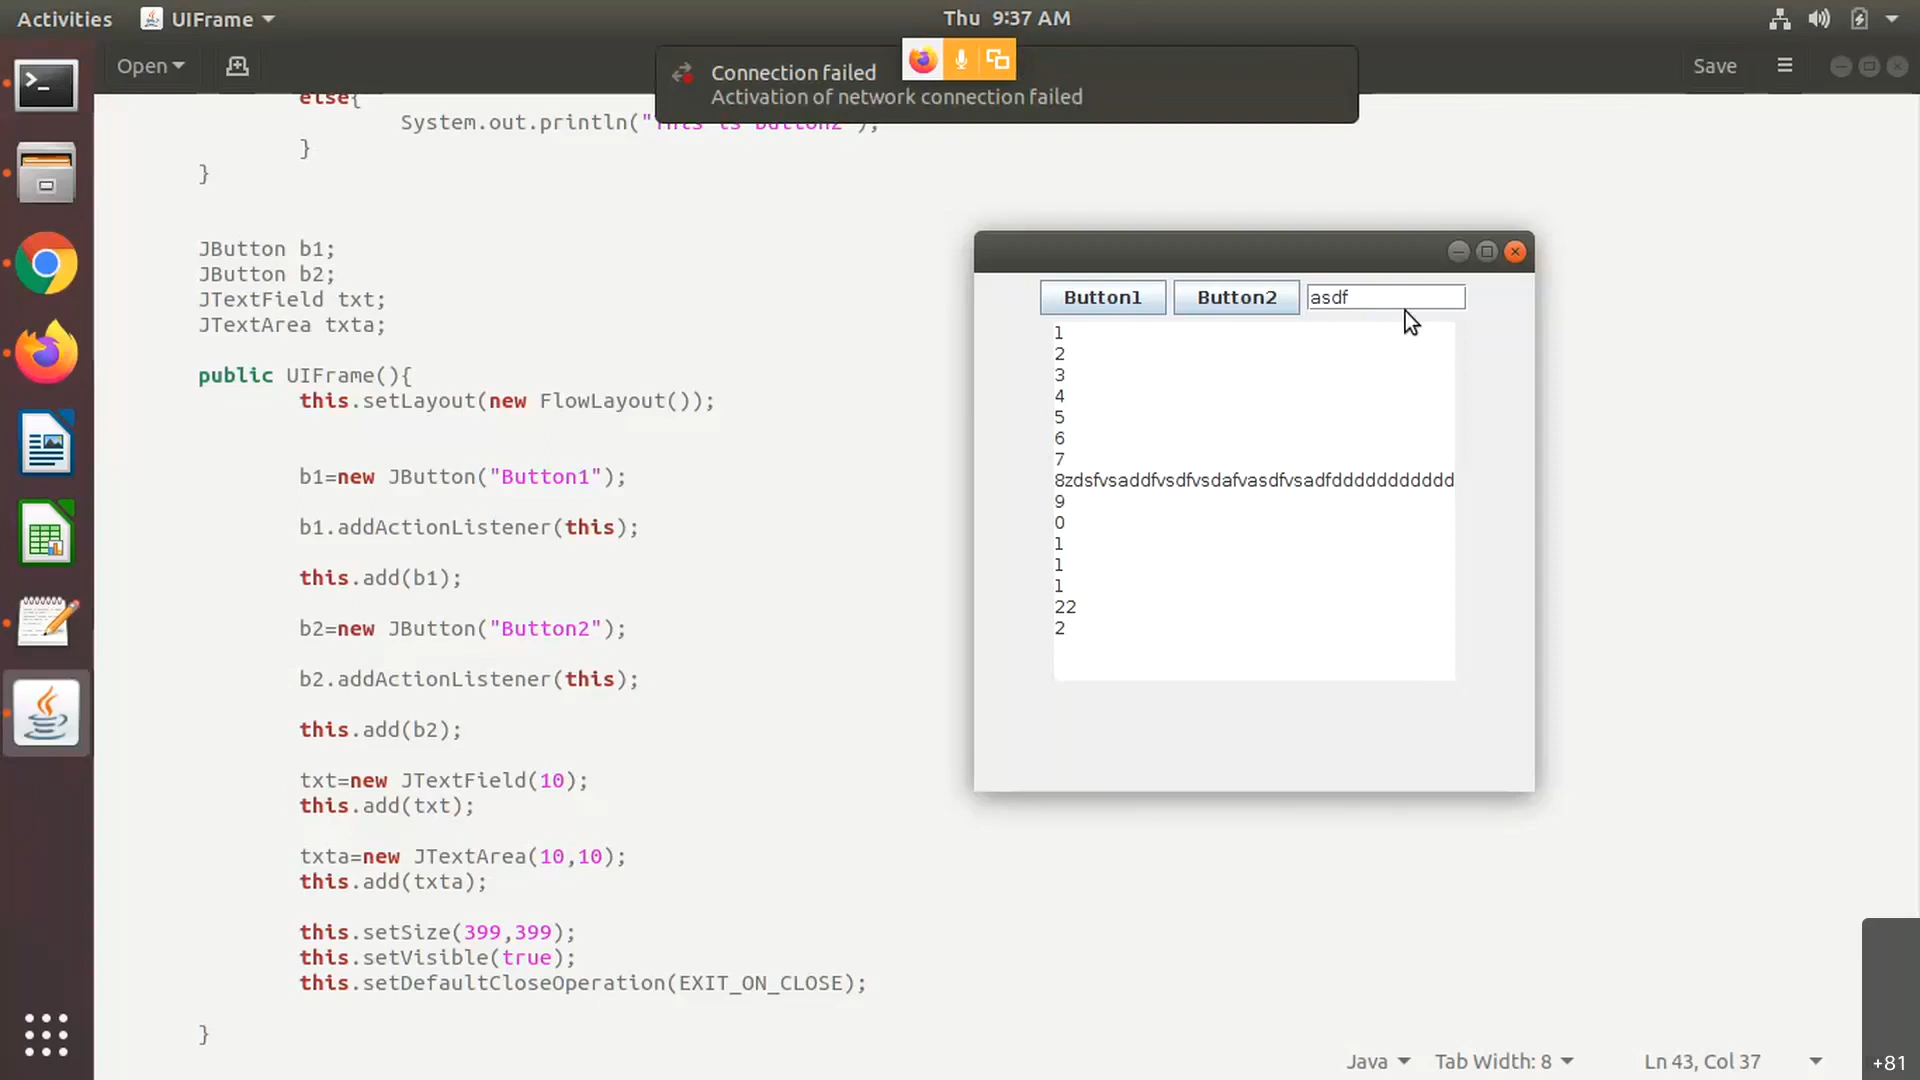 Activities
UIFrame
Thu 9:37 AM
Open
Connection failed
Activation of network connection failed
Save
else{
System.out.println("This is Button2");
}
}
JButton b1;
JButton b2;
JTextField txt;
JTextArea txta;
public UIFrame(){
this.setLayout(new FlowLayout());
b1=new JButton("Button1");
b1.addActionListener(this);
this.add(b1);
b2=new JButton("Button2");
b2.addActionListener(this);
this.add(b2);
txt=new JTextField(10);
this.add(txt);
txta=new JTextArea(10,10);
this.add(txta);
this.setSize(399,399);
this.setVisible(true);
this.setDefaultCloseOperation(EXIT_ON_CLOSE);
}
Button1 Button2 asdf
1
2
3
4
5
6
7
8zdsfvsaddfvsdfvsdafvasdfvsadfddddddddddd
9
0
1
1
1
22
2
Java Tab Width: 8 Ln 43, Col 37
+81